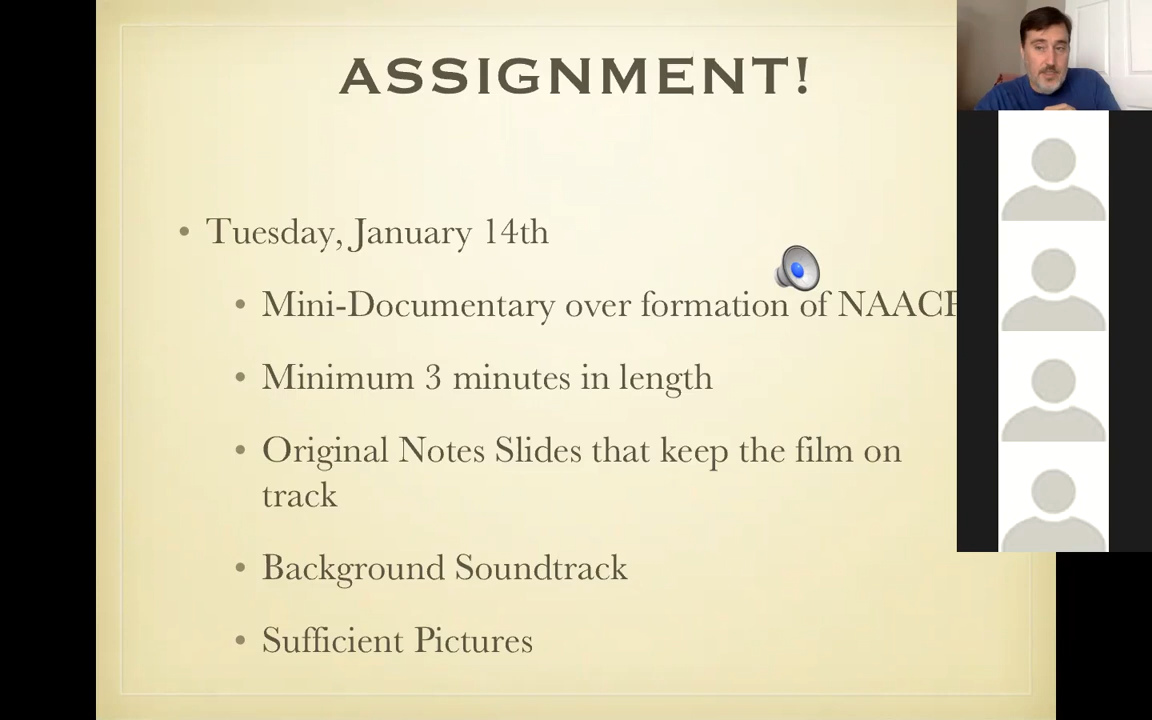 ASSIGNMENT!
• Tuesday, January 14th
• Mini-Documentary over formation of NAACP
• Minimum 3 minutes in length
• Original Notes Slides that keep the film on
track
• Background Soundtrack
• Sufficient Pictures